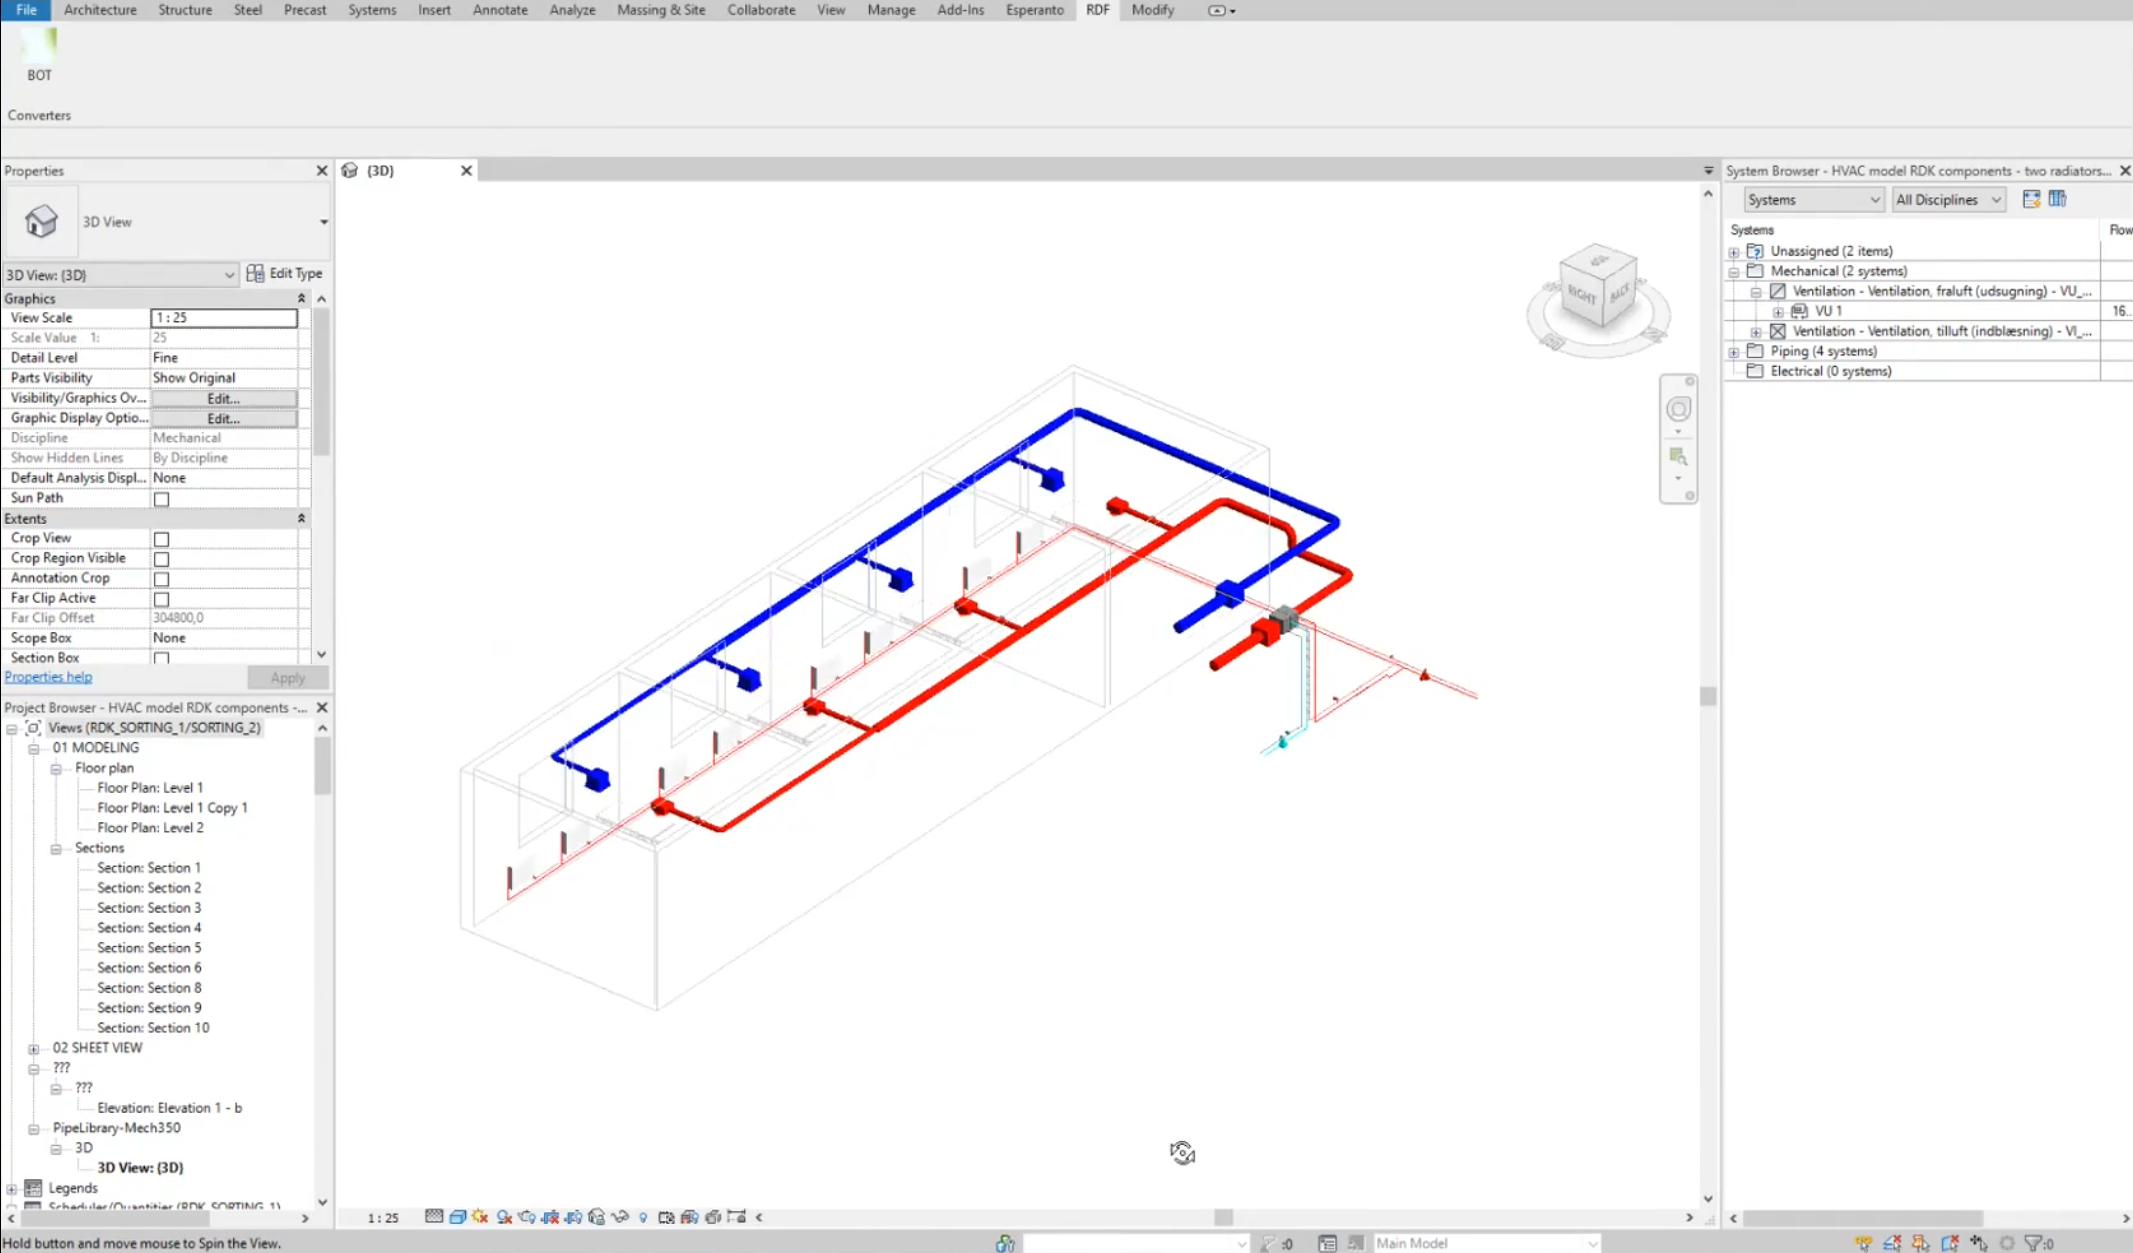 File Architecture Structure Steel Precast Systems Insert Annotate Analyze Massing & Site Collaborate View Manage Add-Ins Esperanto RDF Modify
BOT
Converters
Properties
3D View
3D View: {3D}
Edit Type
Graphics
View Scale 1 : 25
Scale Value 1: 25
Detail Level Fine
Parts Visibility Show Original
Visibility/Graphics Ov... Edit...
Graphic Display Optio... Edit...
Discipline Mechanical
Show Hidden Lines By Discipline
Default Analysis Displ... None
Sun Path
Extents
Crop View
Crop Region Visible
Annotation Crop
Far Clip Active
Far Clip Offset 304800,0
Scope Box None
Section Box
Properties help Apply
Project Browser - HVAC model RDK components -...
Views (RDK_SORTING_1/SORTING_2)
01 MODELING
Floor plan
Floor Plan: Level 1
Floor Plan: Level 1 Copy 1
Floor Plan: Level 2
Sections
Section: Section 1
Section: Section 2
Section: Section 3
Section: Section 4
Section: Section 5
Section: Section 6
Section: Section 8
Section: Section 9
Section: Section 10
02 SHEET VIEW
???
???
Elevation: Elevation 1 - b
PipeLibrary-Mech350
3D
3D View: {3D}
Legends
Schedules/Quantities (RDK_SORTING_1)
{3D}
RIGHT BACK
1 : 25
System Browser - HVAC model RDK components - two radiators...
Systems All Disciplines
Systems Flow
Unassigned (2 items)
Mechanical (2 systems)
Ventilation - Ventilation, fraluft (udsugning) - VU_...
VU 1 16..
Ventilation - Ventilation, tilluft (indblæsning) - VI_...
Piping (4 systems)
Electrical (0 systems)
Hold button and move mouse to Spin the View.
:0
Main Model
:0